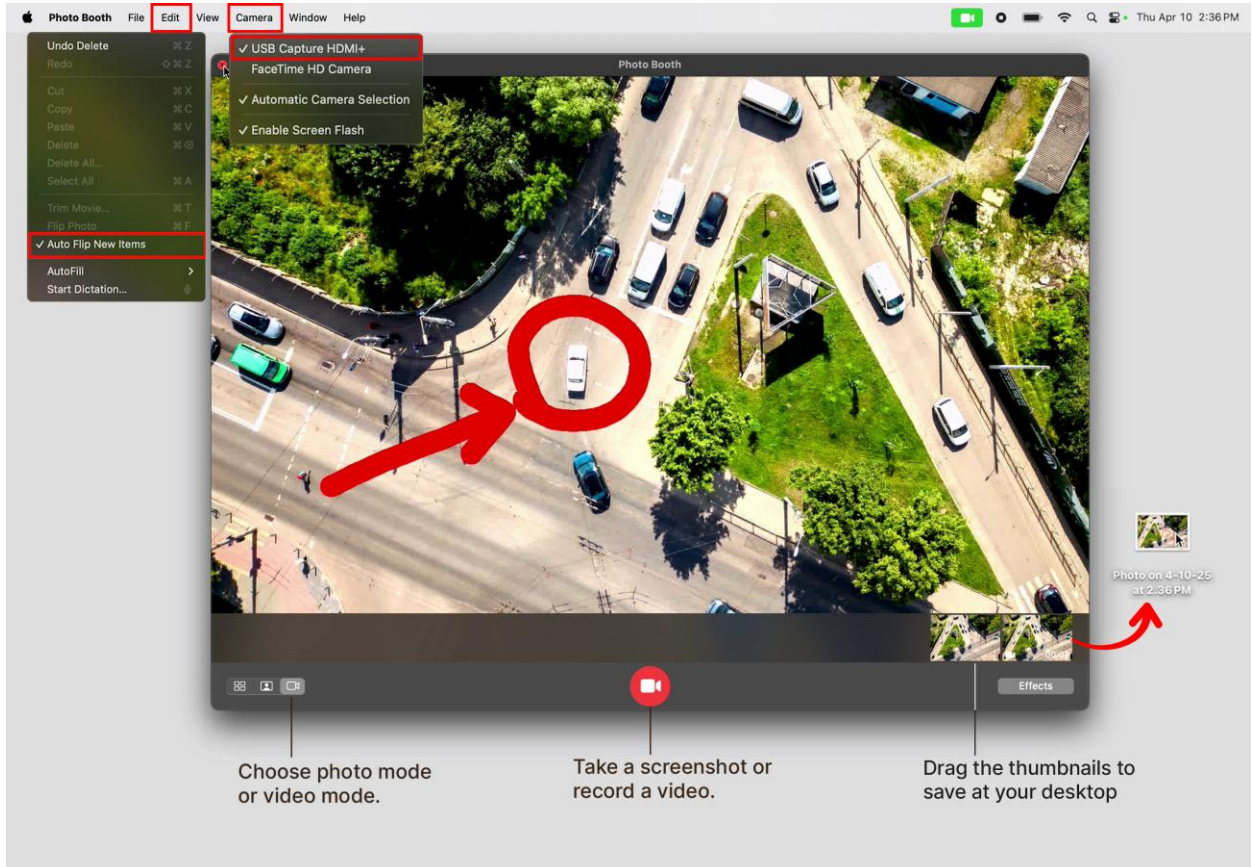 Photo Booth File Edit View Camera Window Help
Thu Apr 10 2:36 PM
Undo Delete ⌘ Z
Redo ⇧ ⌘ Z
Cut ⌘ X
Copy ⌘ C
Paste ⌘ V
Delete ⌘ ⌫
Delete All...
Select All ⌘ A
Trim Movie... ⌘ T
Flip Photo ⌘ F
✓ Auto Flip New Items
AutoFill >
Start Dictation...
✓ USB Capture HDMI+
FaceTime HD Camera
✓ Automatic Camera Selection
✓ Enable Screen Flash
Photo Booth
Photo on 4-10-25
at 2.36 PM
Effects
Choose photo mode
or video mode.
Take a screenshot or
record a video.
Drag the thumbnails to
save at your desktop